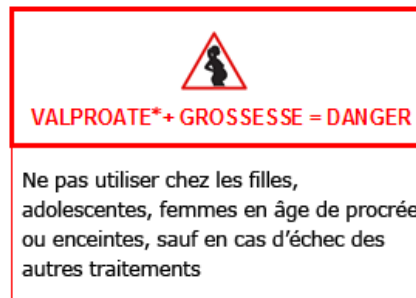 VALPROATE*+ GROSSESSE = DANGER
Ne pas utiliser chez les filles,
adolescentes, femmes en âge de procrée
ou enceintes, sauf en cas d'échec des
autres traitements